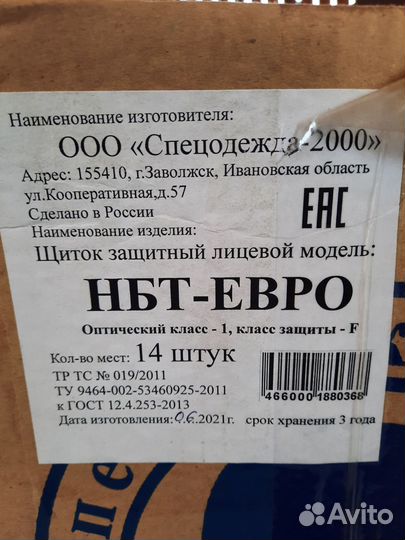 Наименование изготовителя:
ООО «Спецодежда-2000»
Адрес: 155410, г.Заволжск, Ивановская область
ул.Кооперативная,д.57
Сделано в России
EAC
Наименование изделия:
Щиток защитный лицевой модель:
НБТ-ЕВРО
Оптический класс - 1, класс защиты - F
Кол-во мест: 14 штук
ТР ТС № 019/2011
ТУ 9464-002-53460925-2011
к ГОСТ 12.4.253-2013
466000 1880368
Дата изготовления: 06.2021г. срок хранения 3 года
Avito